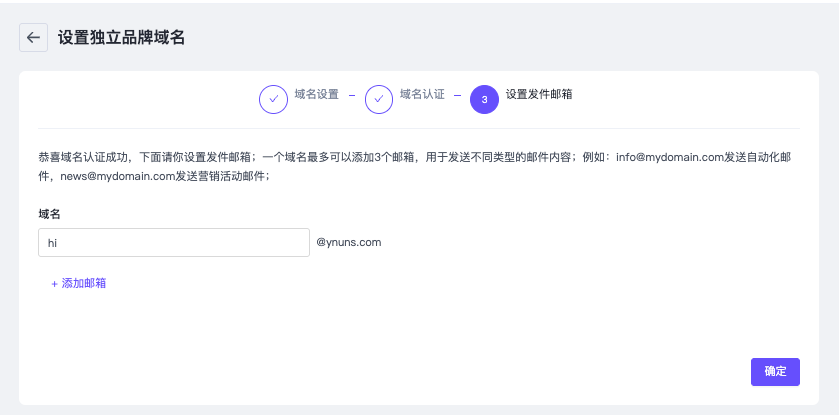 设置独立品牌域名
域名设置 – 域名认证 – 3 设置发件邮箱
恭喜域名认证成功，下面请你设置发件邮箱；一个域名最多可以添加3个邮箱，用于发送不同类型的邮件内容；例如：info@mydomain.com发送自动化邮
件，news@mydomain.com发送营销活动邮件；
域名
hi @ynuns.com
+ 添加邮箱
确定